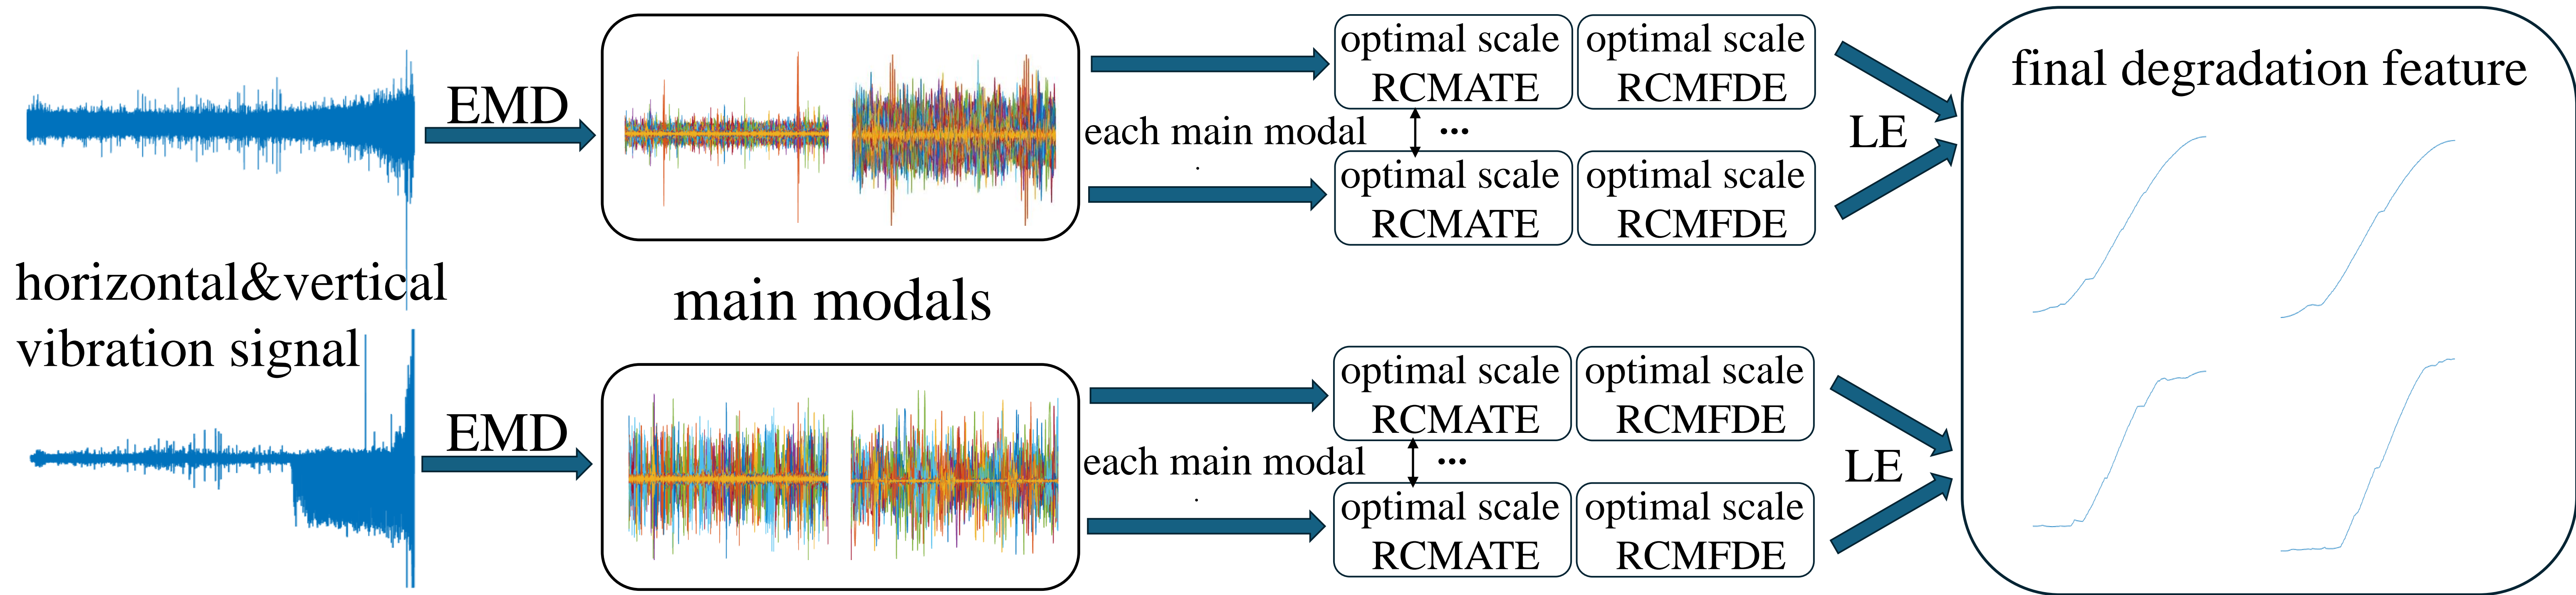 EMD
optimal scale
RCMATE
optimal scale
RCMFDE
final degradation feature
each main modal
...
LE
.
optimal scale
RCMATE
optimal scale
RCMFDE
horizontal&vertical
vibration signal
main modals
EMD
optimal scale
RCMATE
optimal scale
RCMFDE
each main modal
...
LE
.
optimal scale
RCMATE
optimal scale
RCMFDE